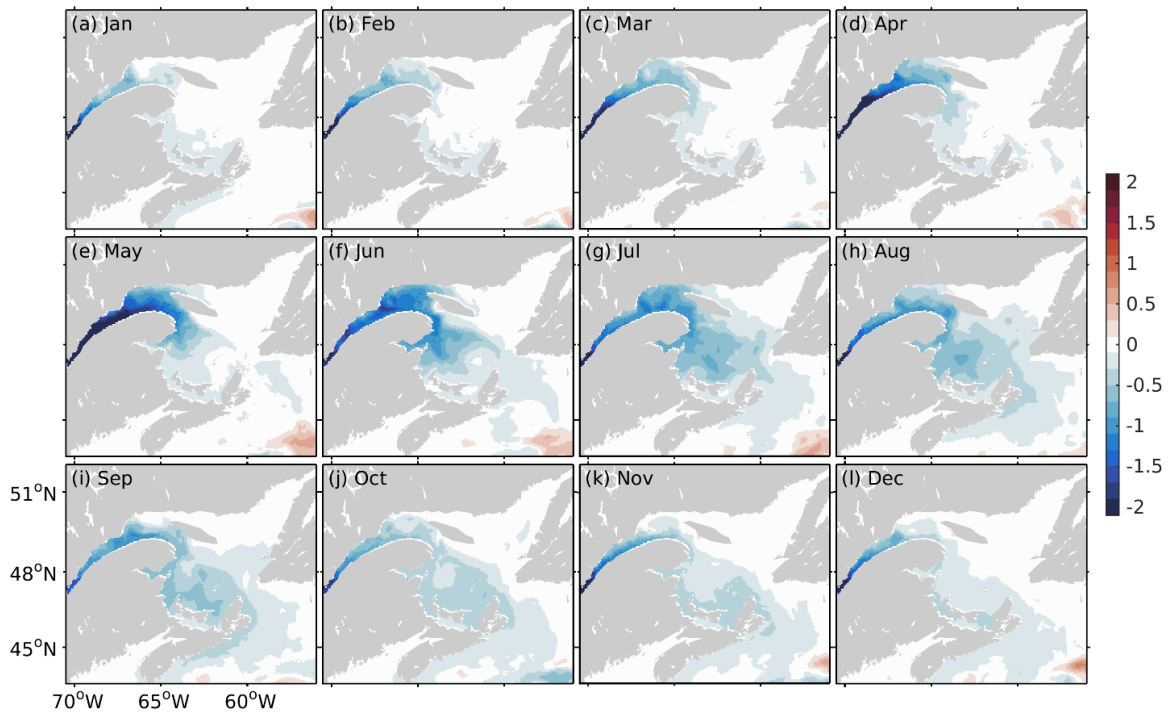 (a) Jan (b) Feb (c) Mar (d) Apr
(e) May (f) Jun (g) Jul (h) Aug
2
1.5
1
0.5
0
-0.5
-1
-1.5
-2
(i) Sep (j) Oct (k) Nov (l) Dec
51°N
48°N
45°N
70°W 65°W 60°W